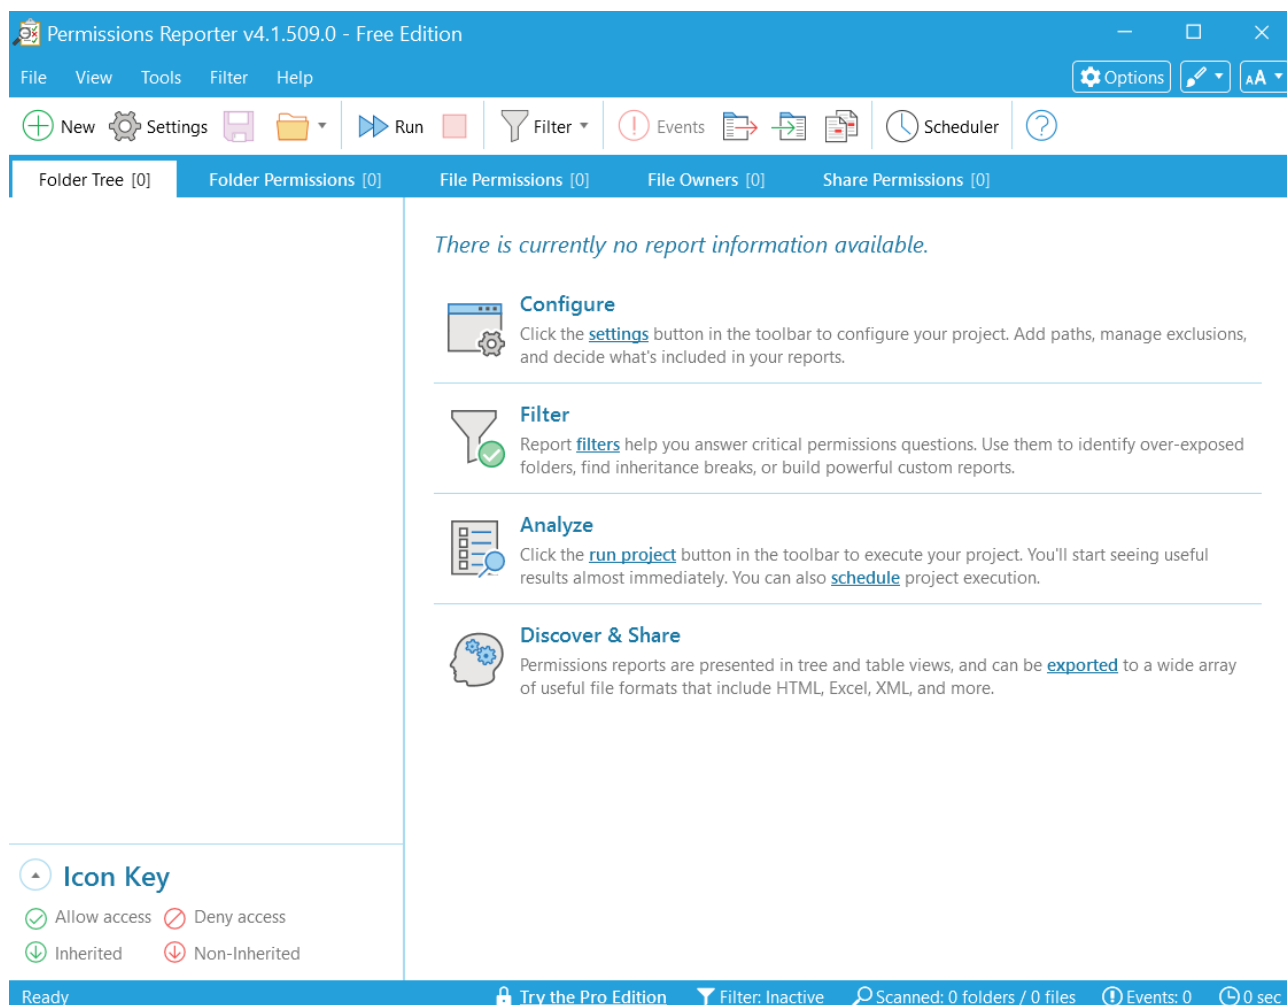 Permissions Reporter v4.1.509.0 - Free Edition
File View Tools Filter Help Options AA
New Settings Run Filter Events Scheduler
Folder Tree [0] Folder Permissions [0] File Permissions [0] File Owners [0] Share Permissions [0]
There is currently no report information available.
Configure
Click the settings button in the toolbar to configure your project. Add paths, manage exclusions,
and decide what's included in your reports.
Filter
Report filters help you answer critical permissions questions. Use them to identify over-exposed
folders, find inheritance breaks, or build powerful custom reports.
Analyze
Click the run project button in the toolbar to execute your project. You'll start seeing useful
results almost immediately. You can also schedule project execution.
Discover & Share
Permissions reports are presented in tree and table views, and can be exported to a wide array
of useful file formats that include HTML, Excel, XML, and more.
Icon Key
Allow access Deny access
Inherited Non-Inherited
Ready Try the Pro Edition Filter: Inactive Scanned: 0 folders / 0 files Events: 0 0 sec